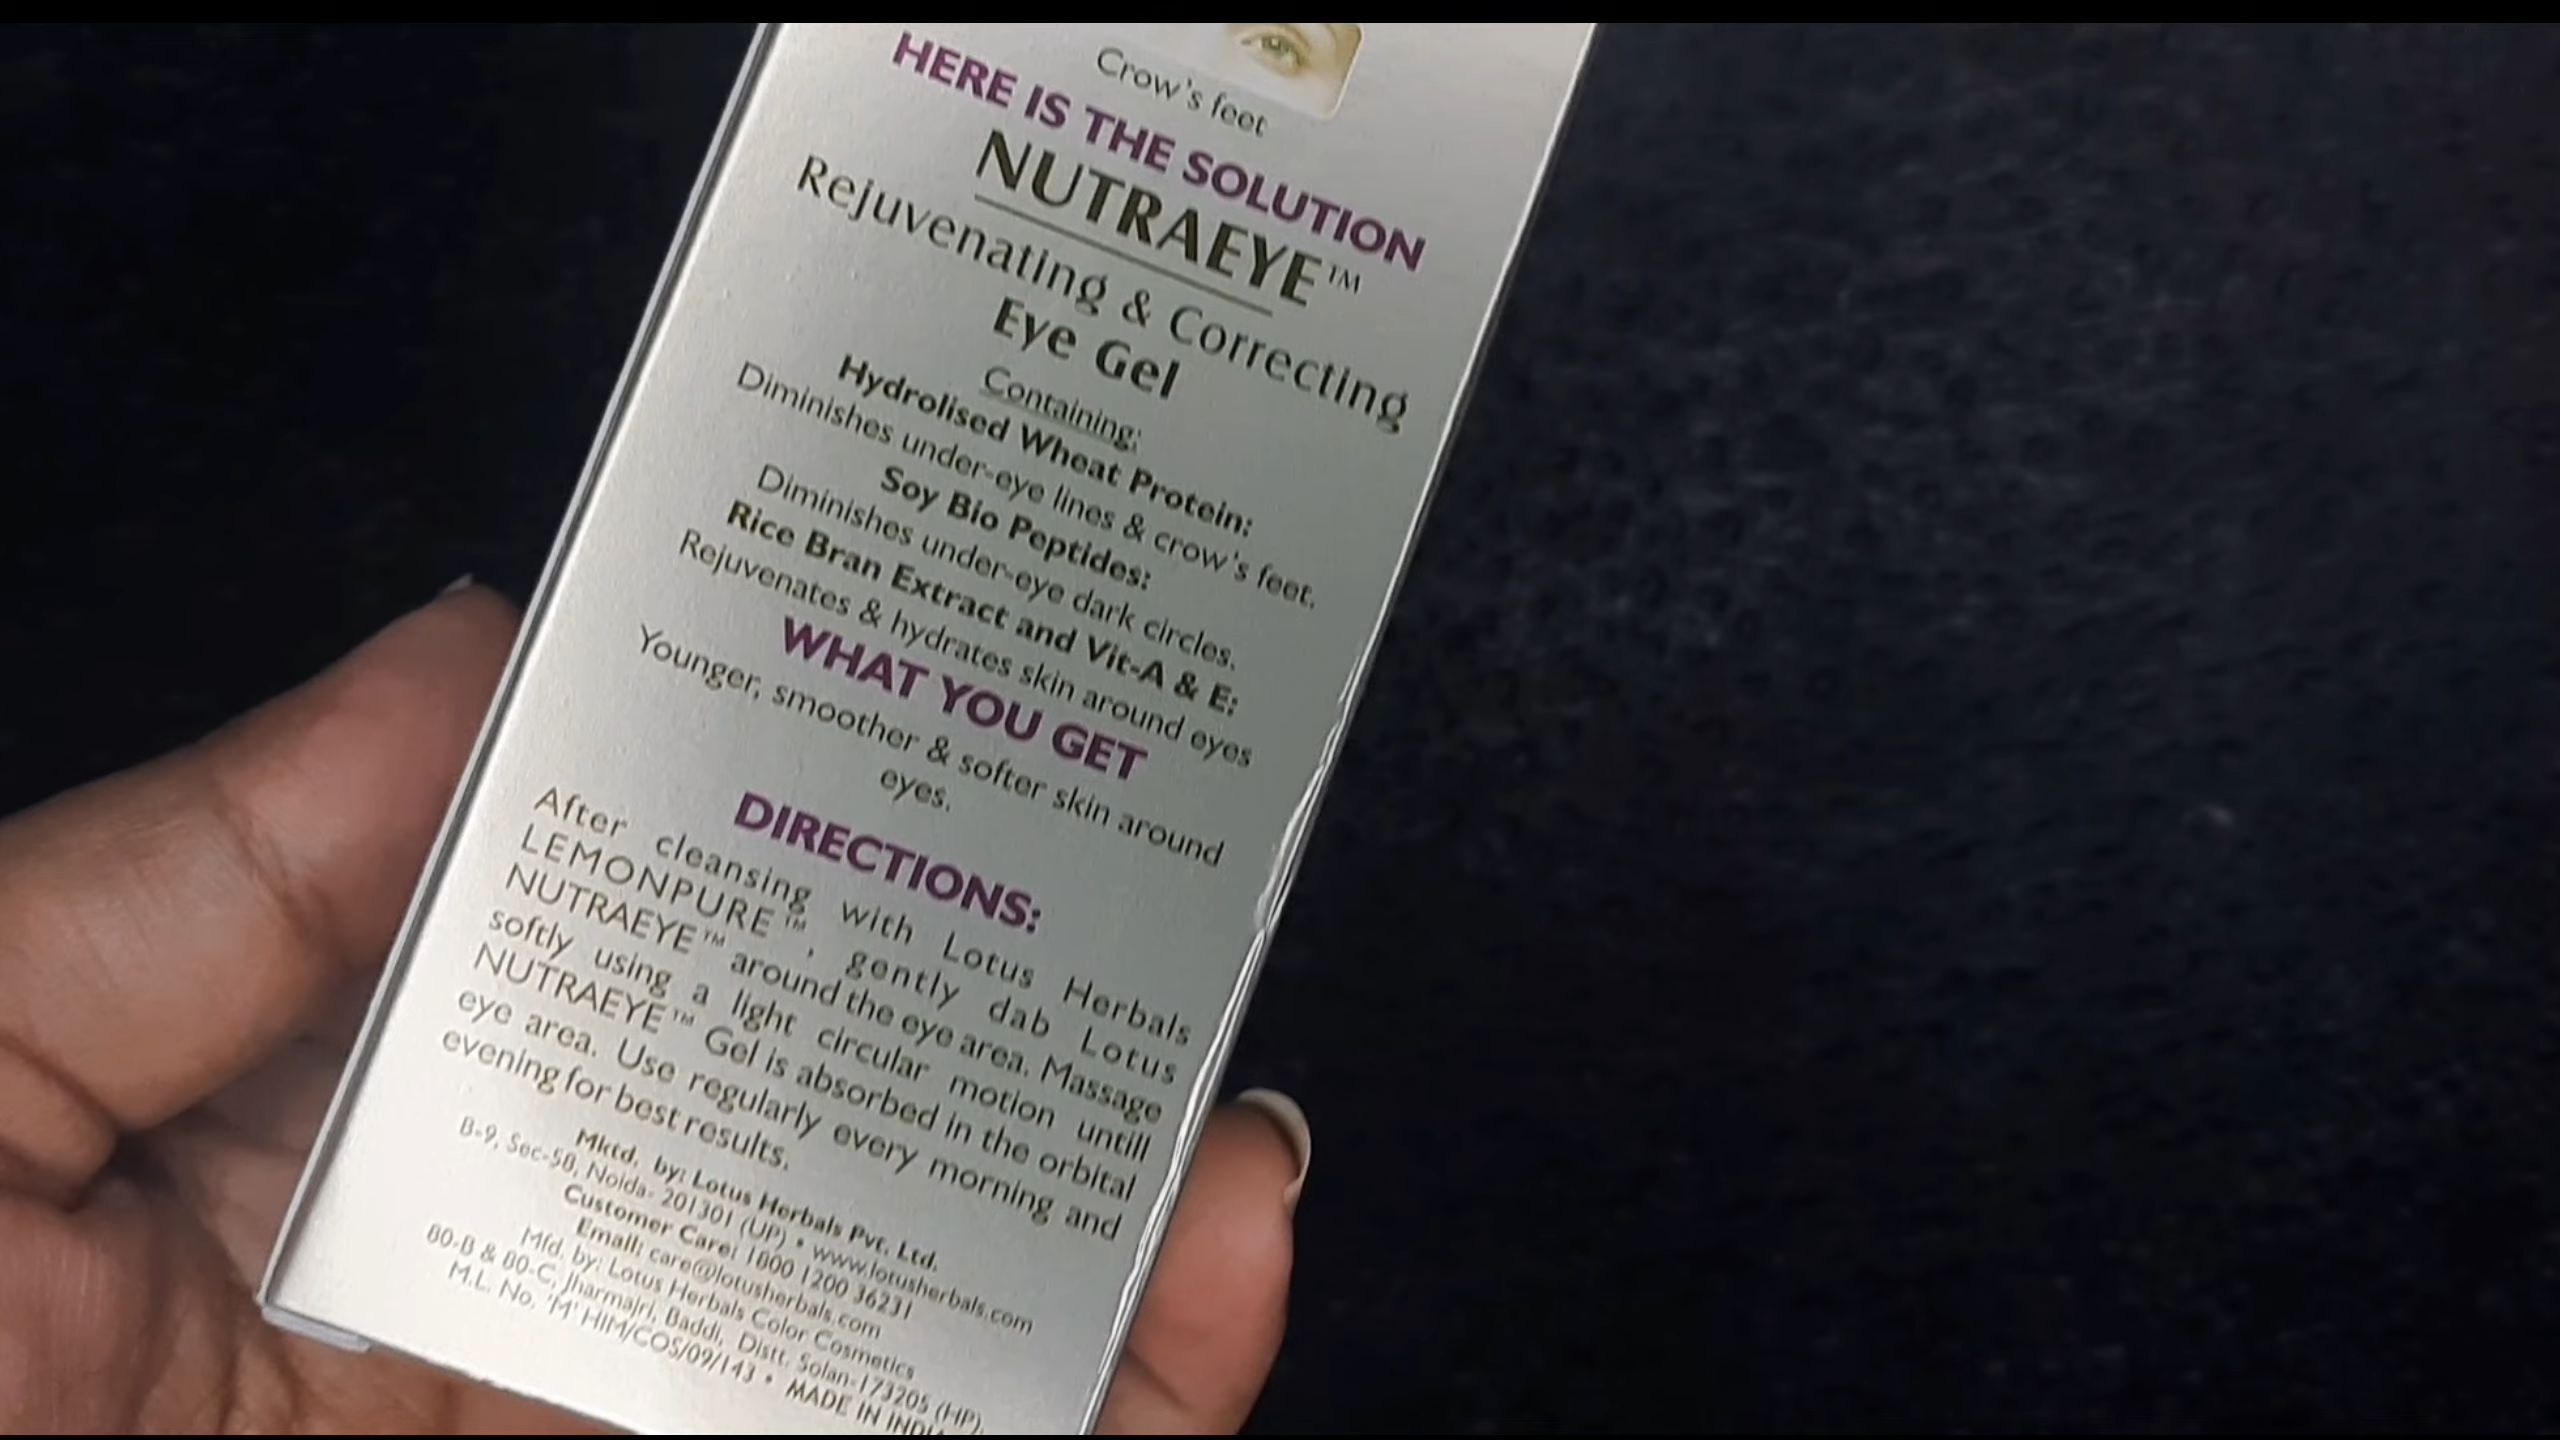 Crow's feet
HERE IS THE SOLUTION
NUTRAEYE™
Rejuvenating & Correcting
Eye Gel
Containing:
Hydrolised Wheat Protein:
Diminishes under-eye lines & crow's feet.
Soy Bio Peptides:
Diminishes under-eye dark circles.
Rice Bran Extract and Vit-A & E:
Rejuvenates & hydrates skin around eyes
WHAT YOU GET
Younger, smoother & softer skin around
eyes.
DIRECTIONS:
After cleansing with Lotus Herbals
LEMONPURE™, gently dab Lotus
NUTRAEYE™ around the eye area. Massage
softly using a light circular motion untill
NUTRAEYE™ Gel is absorbed in the orbital
eye area. Use regularly every morning and
evening for best results.
Mktd. by: Lotus Herbals Pvt. Ltd.
B-9, Sec-58, Noida- 201301 (UP) • www.lotusherbals.com
Customer Care: 1800 1200 36231
Email: care@lotusherbals.com
Mfd. by: Lotus Herbals Color Cosmetics
80-B & 80-C, Jharmajri, Baddi, Distt. Solan-173205 (HP).
M.L. No. 'M' HIM/COS/09/143 • MADE IN INDIA